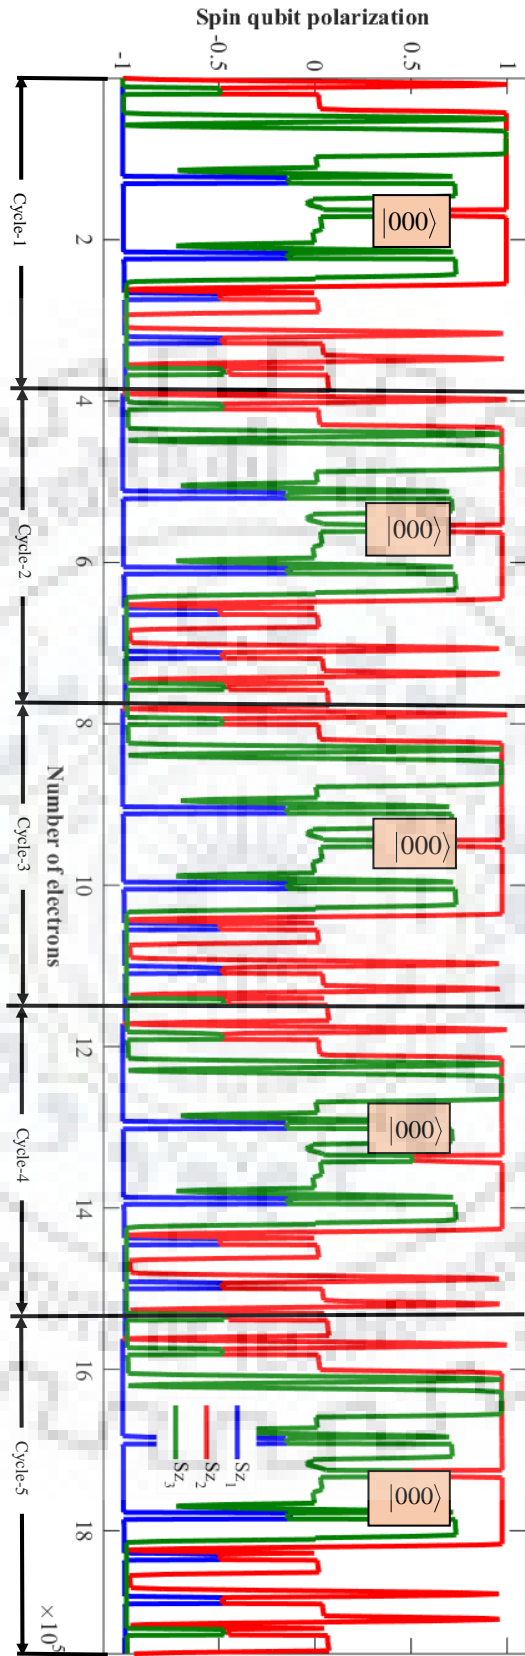 Spin qubit polarization
-1
-0.5
0
0.5
1
|000⟩
|000⟩
|000⟩
|000⟩
|000⟩
Sz1
Sz2
Sz3
2
4
6
8
10
12
14
16
18
×10^5
Number of electrons
Cycle-1
Cycle-2
Cycle-3
Cycle-4
Cycle-5